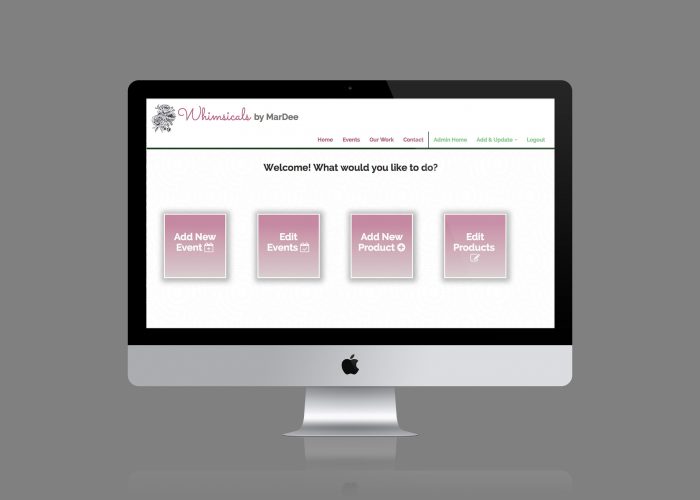 Whimsicals by MarDee
Home Events Our Work Contact Admin Home Add & Update Logout
Welcome! What would you like to do?
Add New
Event
Edit
Events
Add New
Product
Edit
Products